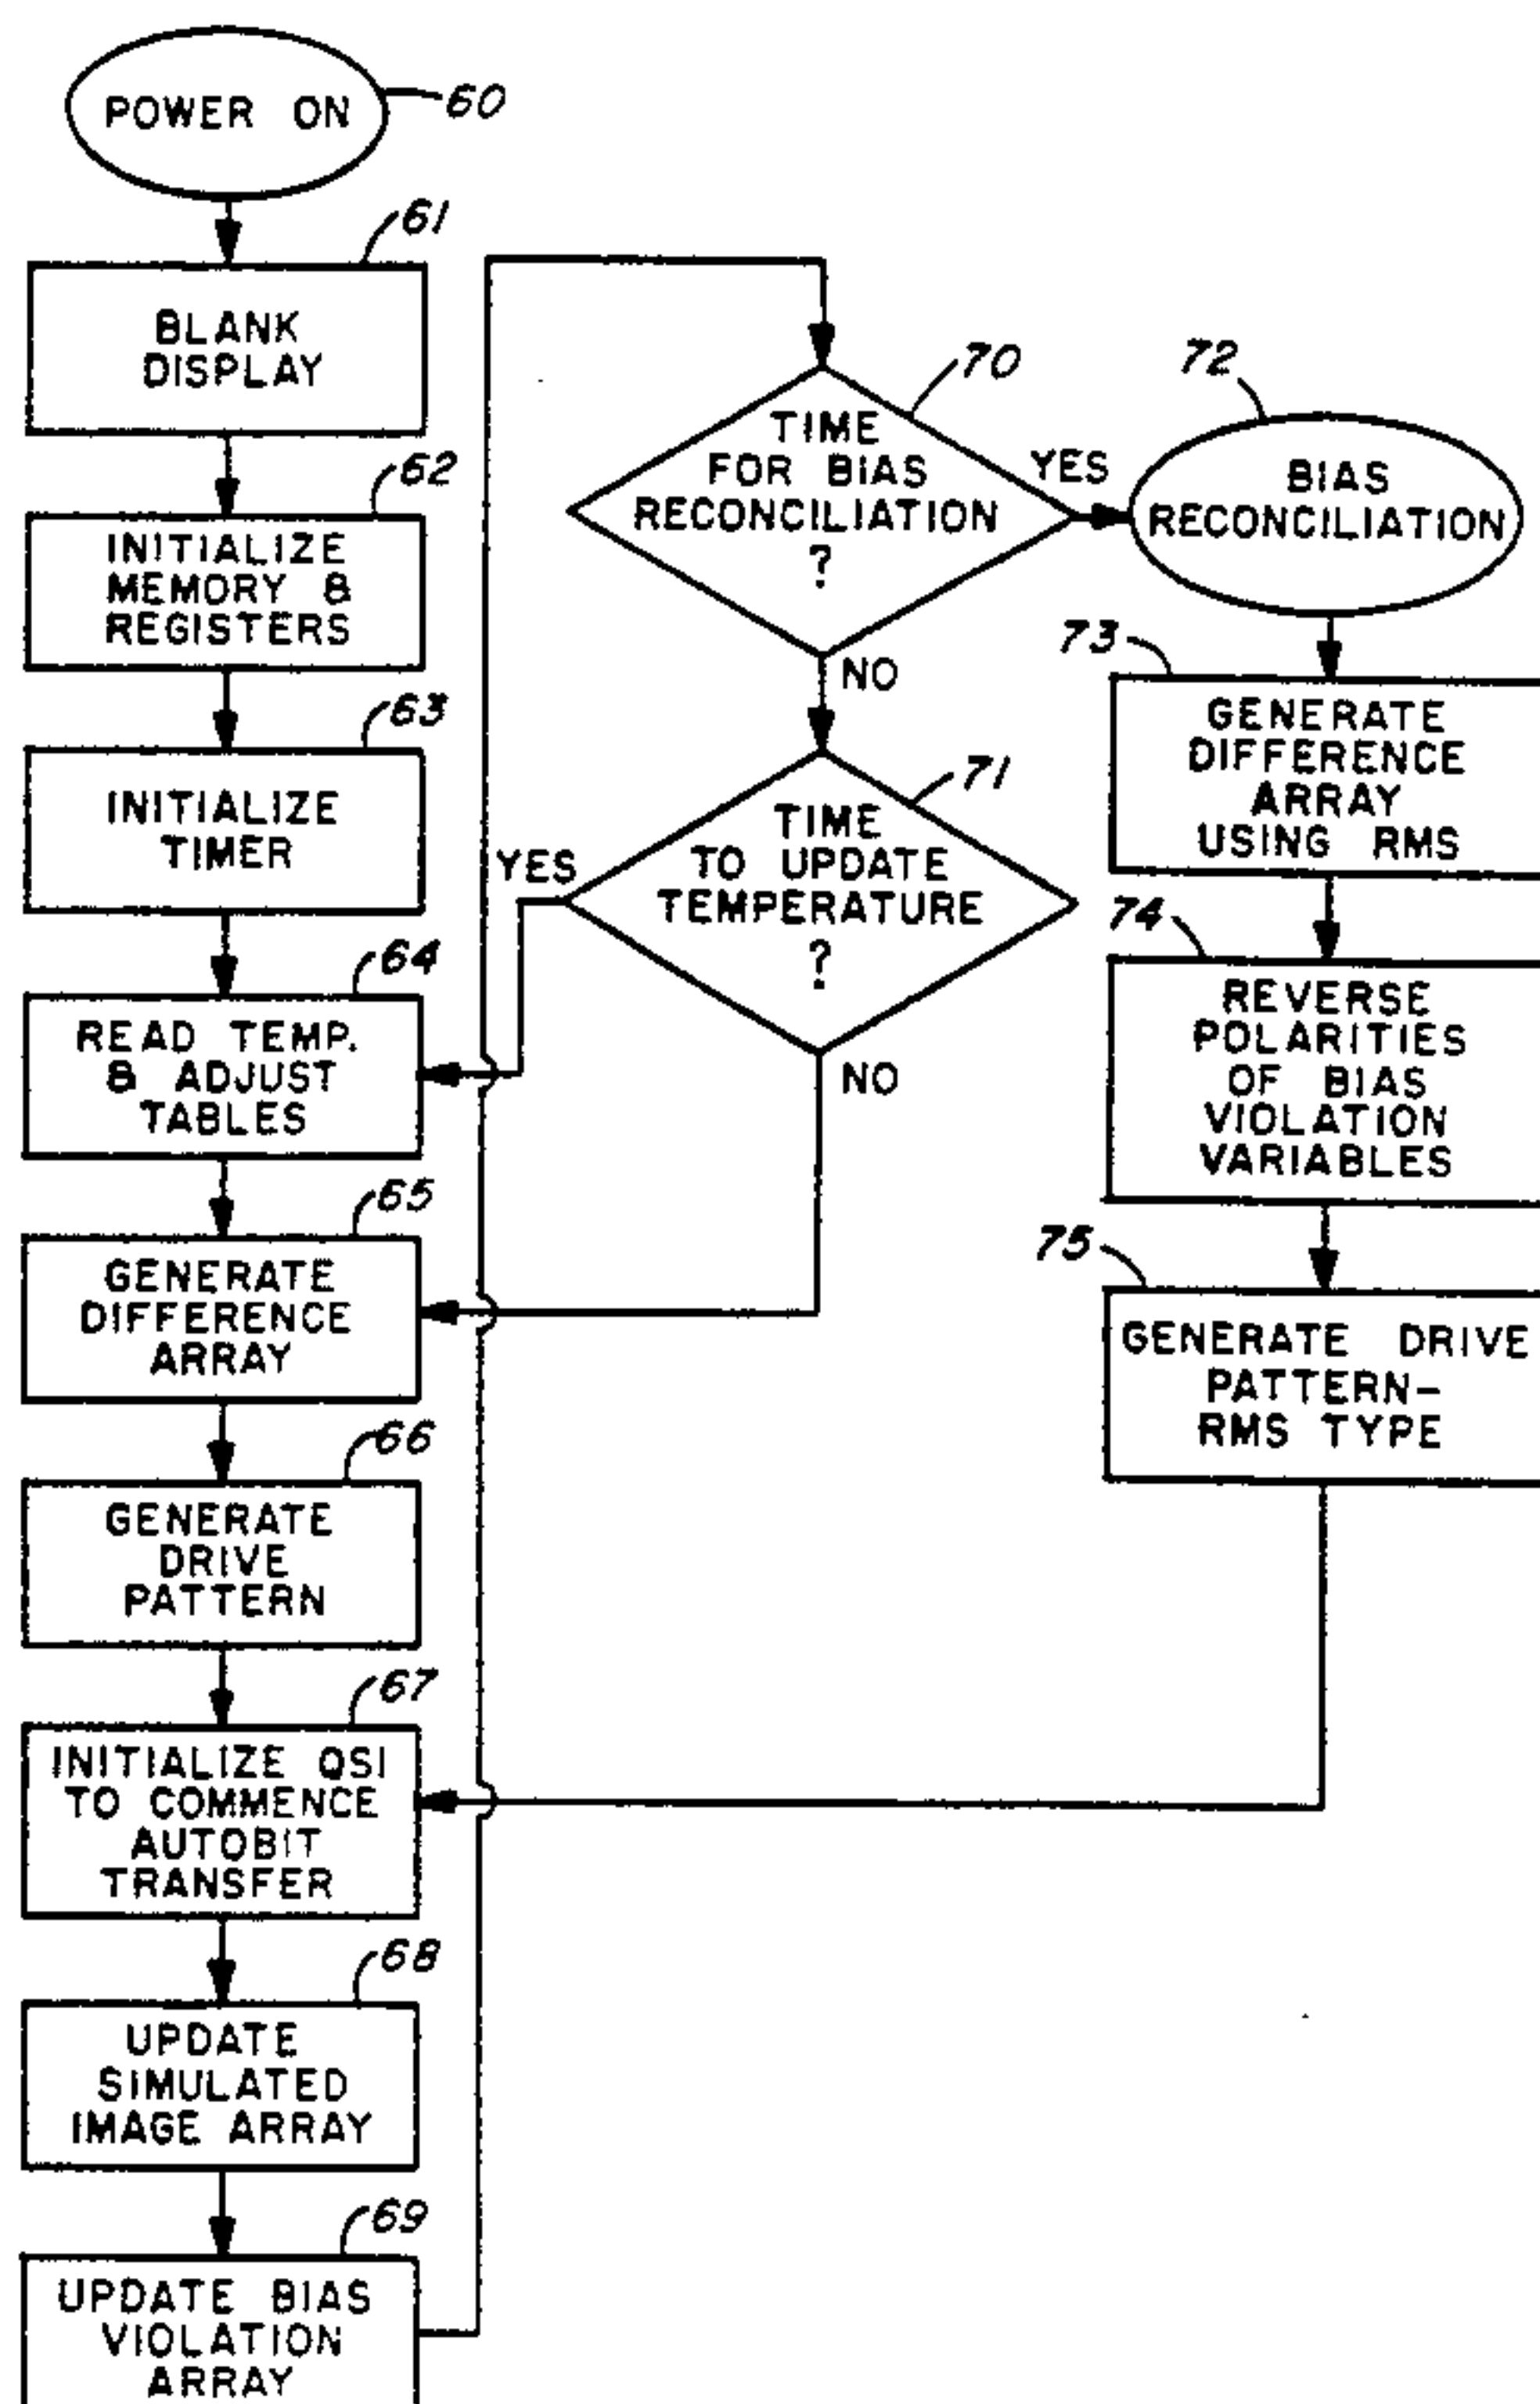 POWER ON
60
61
BLANK
DISPLAY
62
INITIALIZE
MEMORY &
REGISTERS
63
INITIALIZE
TIMER
64
READ TEMP.
& ADJUST
TABLES
65
GENERATE
DIFFERENCE
ARRAY
66
GENERATE
DRIVE
PATTERN
67
INITIALIZE QSI
TO COMMENCE
AUTOBIT
TRANSFER
68
UPDATE
SIMULATED
IMAGE ARRAY
69
UPDATE BIAS
VIOLATION
ARRAY
70
TIME
FOR BIAS
RECONCILIATION
?
YES
NO
71
TIME
TO UPDATE
TEMPERATURE
?
YES
NO
72
BIAS
RECONCILIATION
73
GENERATE
DIFFERENCE
ARRAY
USING RMS
74
REVERSE
POLARITIES
OF BIAS
VIOLATION
VARIABLES
75
GENERATE DRIVE
PATTERN-
RMS TYPE